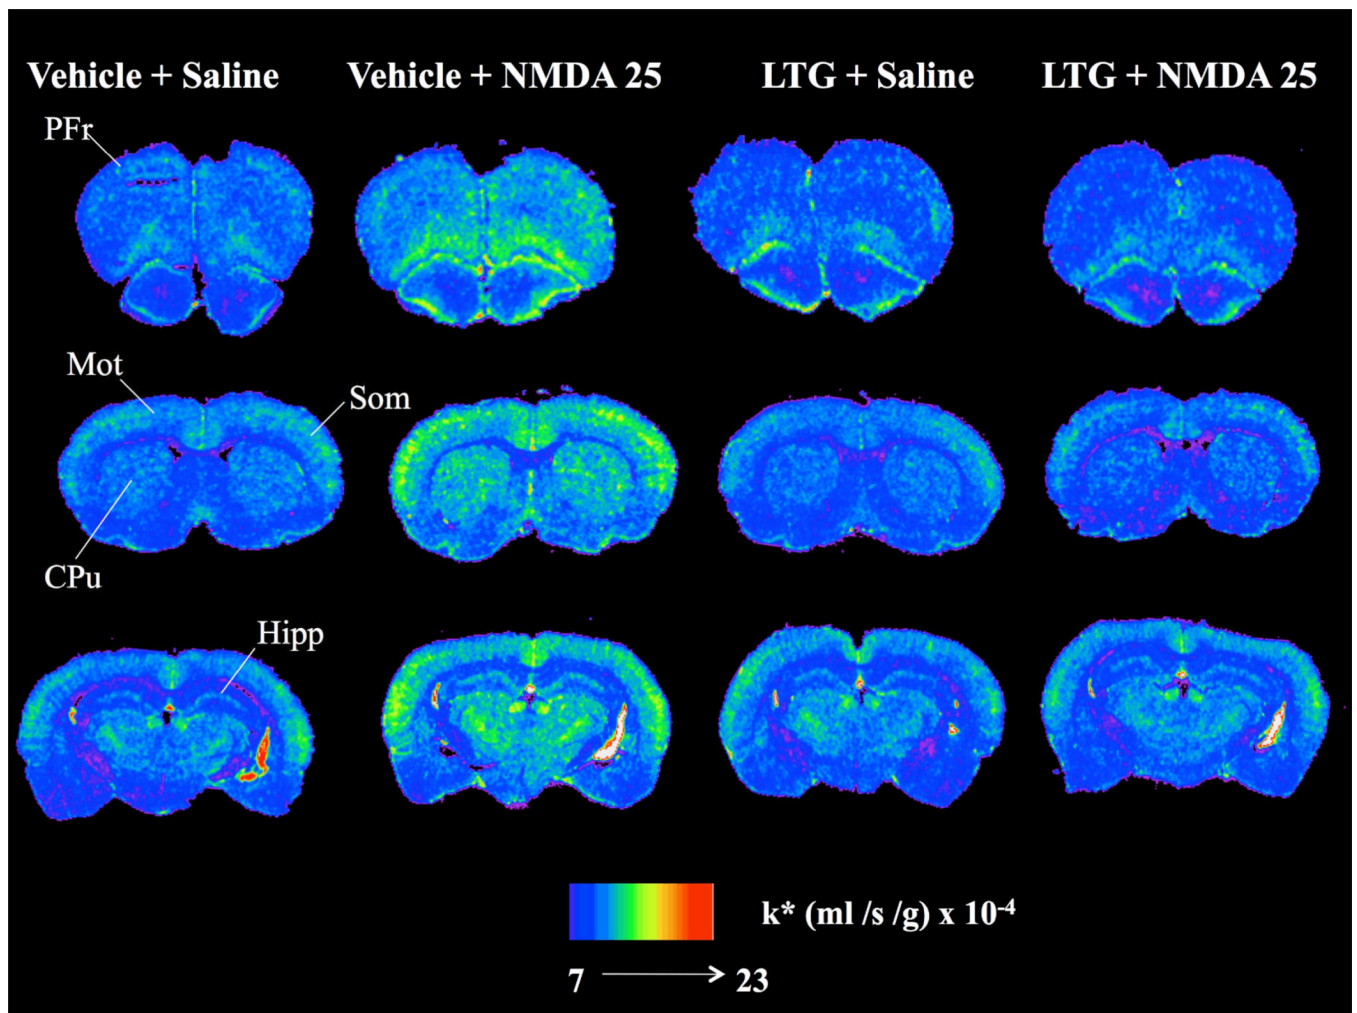 Vehicle + Saline
Vehicle + NMDA 25
LTG + Saline
LTG + NMDA 25
PFr
Mot
Som
CPu
Hipp
k* (ml /s /g) x 10-4
7
23